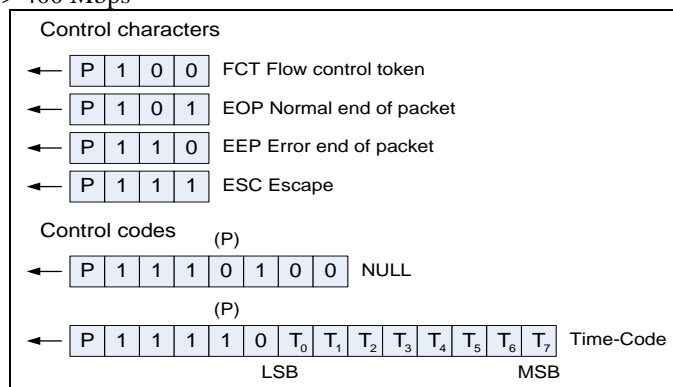 > 400 Mbps
Control characters
P 1 0 0 FCT Flow control token
P 1 0 1 EOP Normal end of packet
P 1 1 0 EEP Error end of packet
P 1 1 1 ESC Escape
Control codes
(P)
P 1 1 1 0 1 0 0 NULL
(P)
P 1 1 1 1 0 T0 T1 T2 T3 T4 T5 T6 T7 Time-Code
LSB MSB